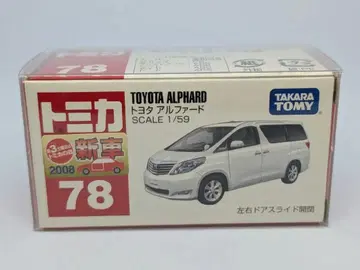 78
トミカ
2008
新車
78
TOYOTA ALPHARD
トヨタ アルファード
SCALE 1/59
TAKARA
TOMY
左右ドアスライド開閉